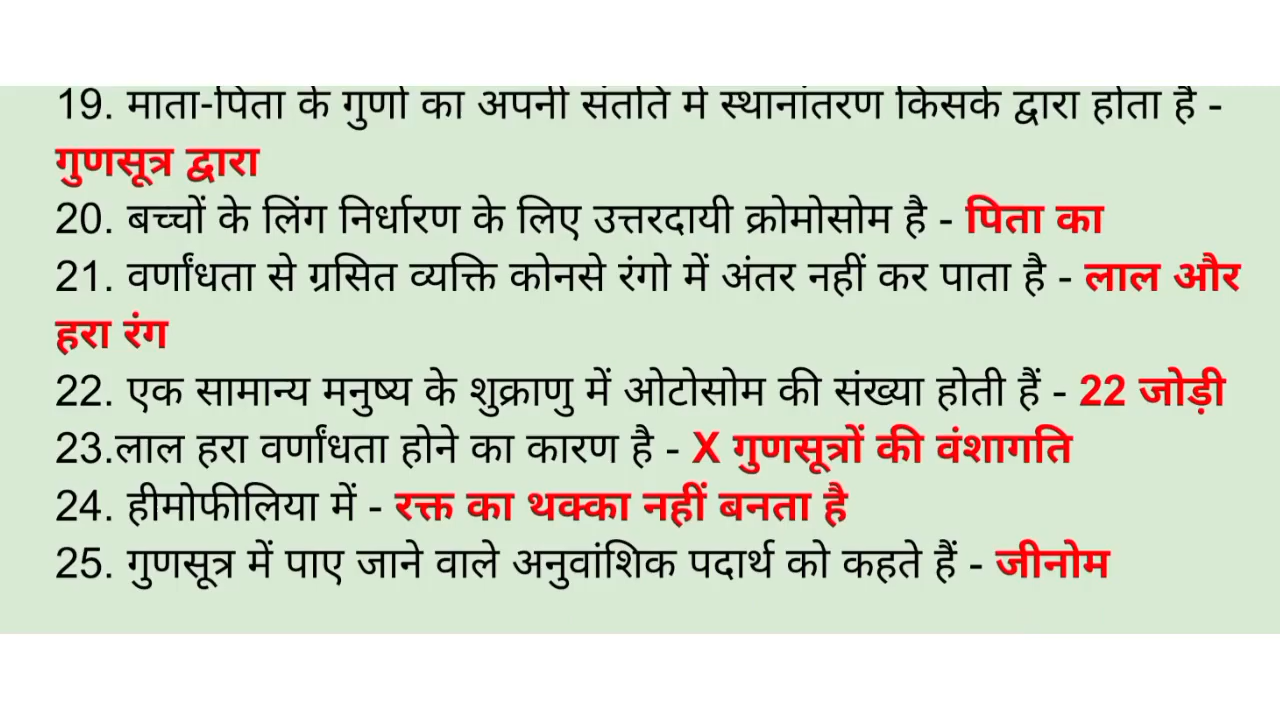 19. माता-पिता के गुणों का अपनी संतति में स्थानांतरण किसके द्वारा होता है -
गुणसूत्र द्वारा
20. बच्चों के लिंग निर्धारण के लिए उत्तरदायी क्रोमोसोम है - पिता का
21. वर्णांधता से ग्रसित व्यक्ति कोनसे रंगो में अंतर नहीं कर पाता है - लाल और
हरा रंग
22. एक सामान्य मनुष्य के शुक्राणु में ओटोसोम की संख्या होती हैं - 22 जोड़ी
23.लाल हरा वर्णांधता होने का कारण है - X गुणसूत्रों की वंशागति
24. हीमोफीलिया में - रक्त का थक्का नहीं बनता है
25. गुणसूत्र में पाए जाने वाले अनुवांशिक पदार्थ को कहते हैं - जीनोम